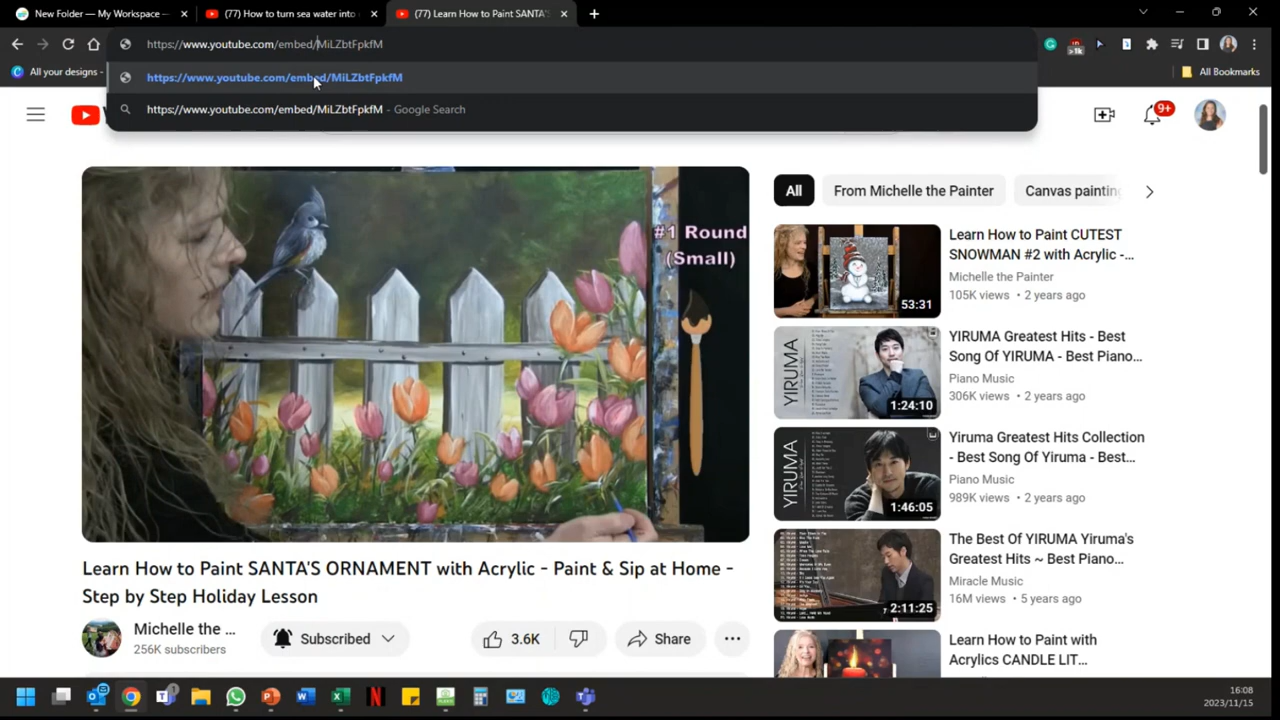 New Folder — My Workspace –
(77) How to turn sea water into
(77) Learn How to Paint SANTA'S
https://www.youtube.com/embed/MiLZbtFpkfM
>1k
https://www.youtube.com/embed/MiLZbtFpkfM
https://www.youtube.com/embed/MiLZbtFpkfM - Google Search
All your designs -
All Bookmarks
9+
#1 Round
(Small)
Learn How to Paint SANTA'S ORNAMENT with Acrylic - Paint & Sip at Home -
Step by Step Holiday Lesson
Michelle the ...
256K subscribers
Subscribed
3.6K
Share
All
From Michelle the Painter
Canvas painting
Learn How to Paint CUTEST
SNOWMAN #2 with Acrylic -...
Michelle the Painter
105K views • 2 years ago
53:31
YIRUMA
YIRUMA Greatest Hits - Best
Song Of YIRUMA - Best Piano...
Piano Music
306K views • 2 years ago
1:24:10
YIRUMA
Yiruma Greatest Hits Collection
- Best Song Of Yiruma - Best...
Piano Music
989K views • 2 years ago
1:46:05
The Best Of YIRUMA Yiruma's
Greatest Hits ~ Best Piano...
Miracle Music
16M views • 5 years ago
2:11:25
Learn How to Paint with
Acrylics CANDLE LIT...
16:08
2023/11/15